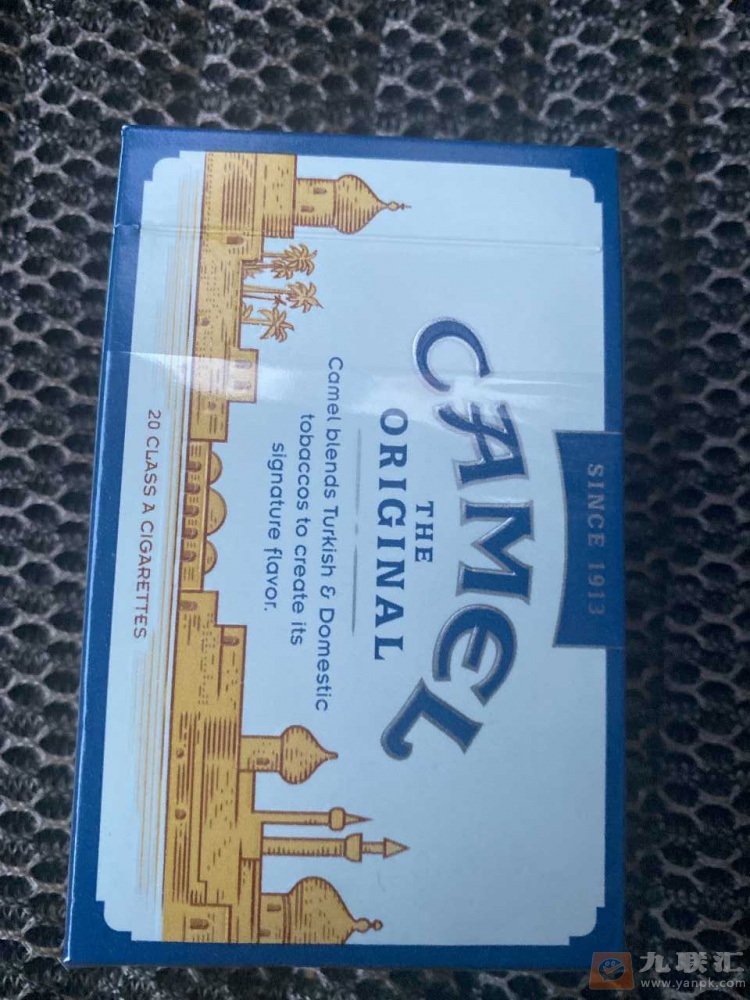 SINCE 1913
CAMEL
THE
ORIGINAL
Camel blends Turkish & Domestic
tobaccos to create its
signature flavor.
20 CLASS A CIGARETTES
九联汇
www.yanpk.com